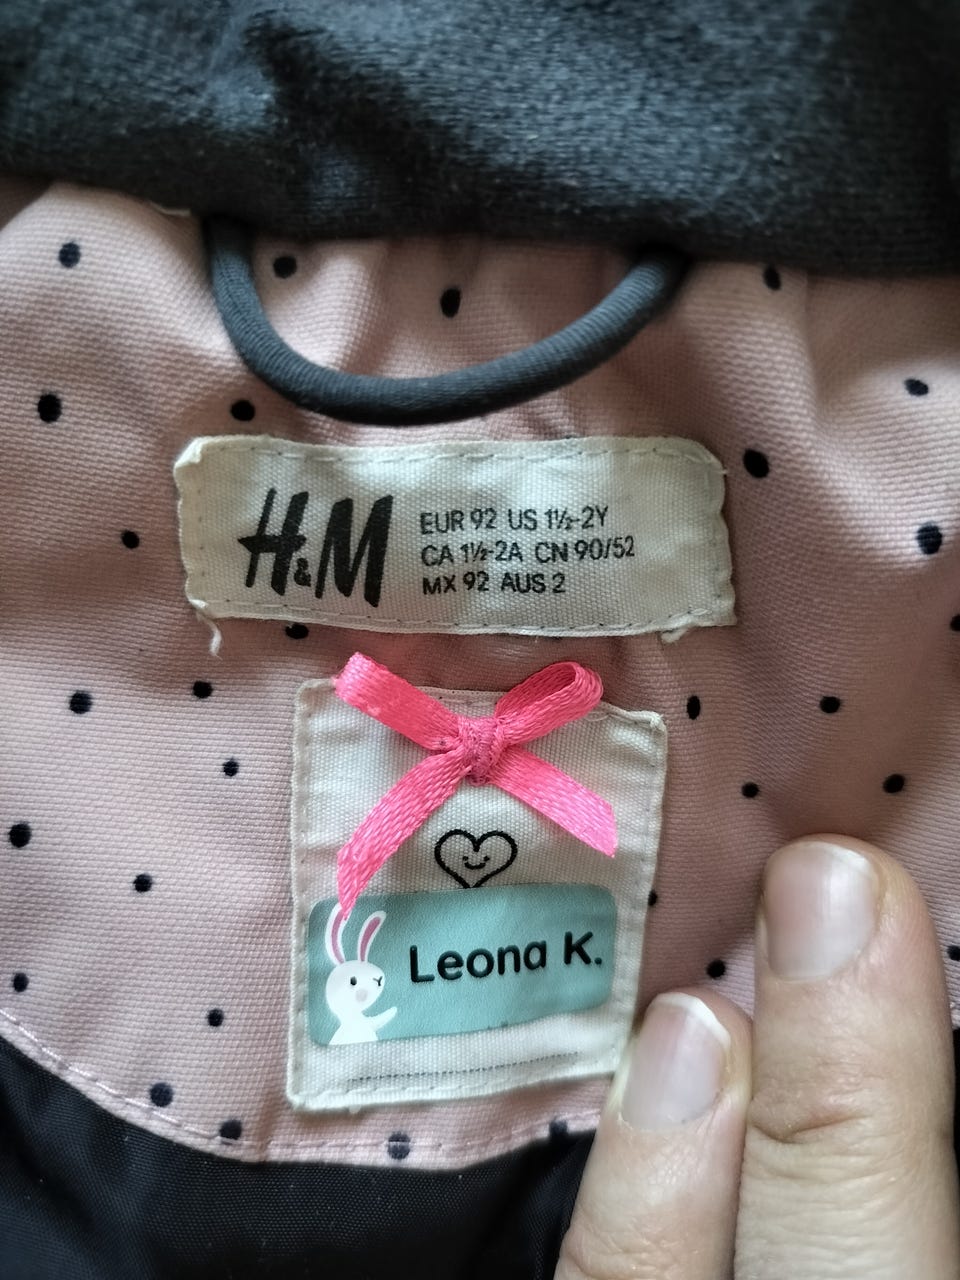 H&M
EUR 92 US 1½-2Y
CA 1½-2A CN 90/52
MX 92 AUS 2
Leona K.